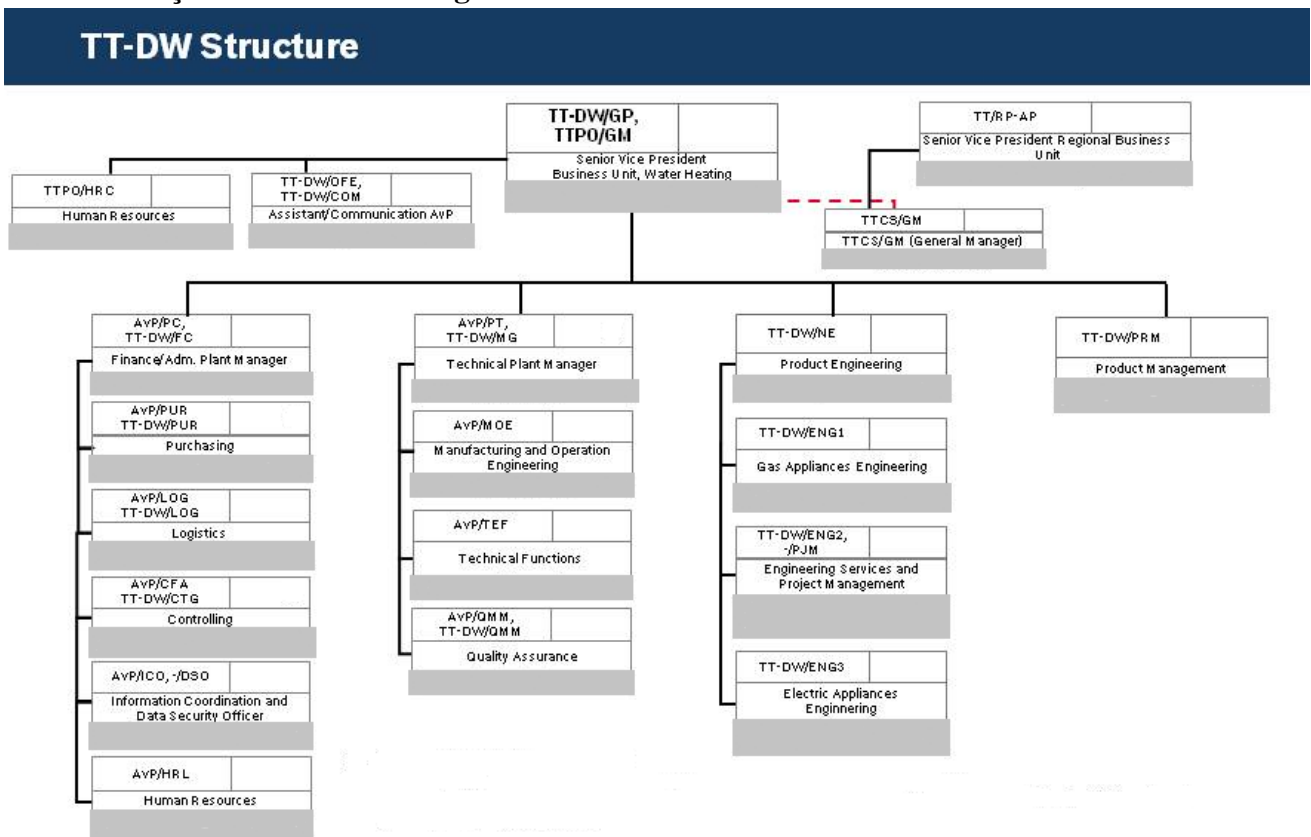 TT-DW Structure
TT-DW/GP,
TTPO/GM
Senior Vice President
Business Unit, Water Heating
TT/RP-AP
Senior Vice President Regional Business
Unit
TTPO/HRC
Human Resources
TT-DW/OFE,
TT-DW/COM
Assistant/Communication AvP
TTCS/GM
TTCS/GM (General Manager)
AvP/PC,
TT-DW/FC
Finance/Adm. Plant Manager
AvP/PUR
TT-DW/PUR
Purchasing
AvP/LOG
TT-DW/LOG
Logistics
AvP/CFA
TT-DW/CTG
Controlling
AvP/ICO, -/DSO
Information Coordination and
Data Security Officer
AvP/HRL
Human Resources
AvP/PT,
TT-DW/MG
Technical Plant Manager
AvP/MOE
Manufacturing and Operation
Engineering
AvP/TEF
Technical Functions
AvP/QMM,
TT-DW/QMM
Quality Assurance
TT-DW/NE
Product Engineering
TT-DW/ENG1
Gas Appliances Engineering
TT-DW/ENG2,
-/PJM
Engineering Services and
Project Management
TT-DW/ENG3
Electric Appliances
Enginnering
TT-DW/PRM
Product Management